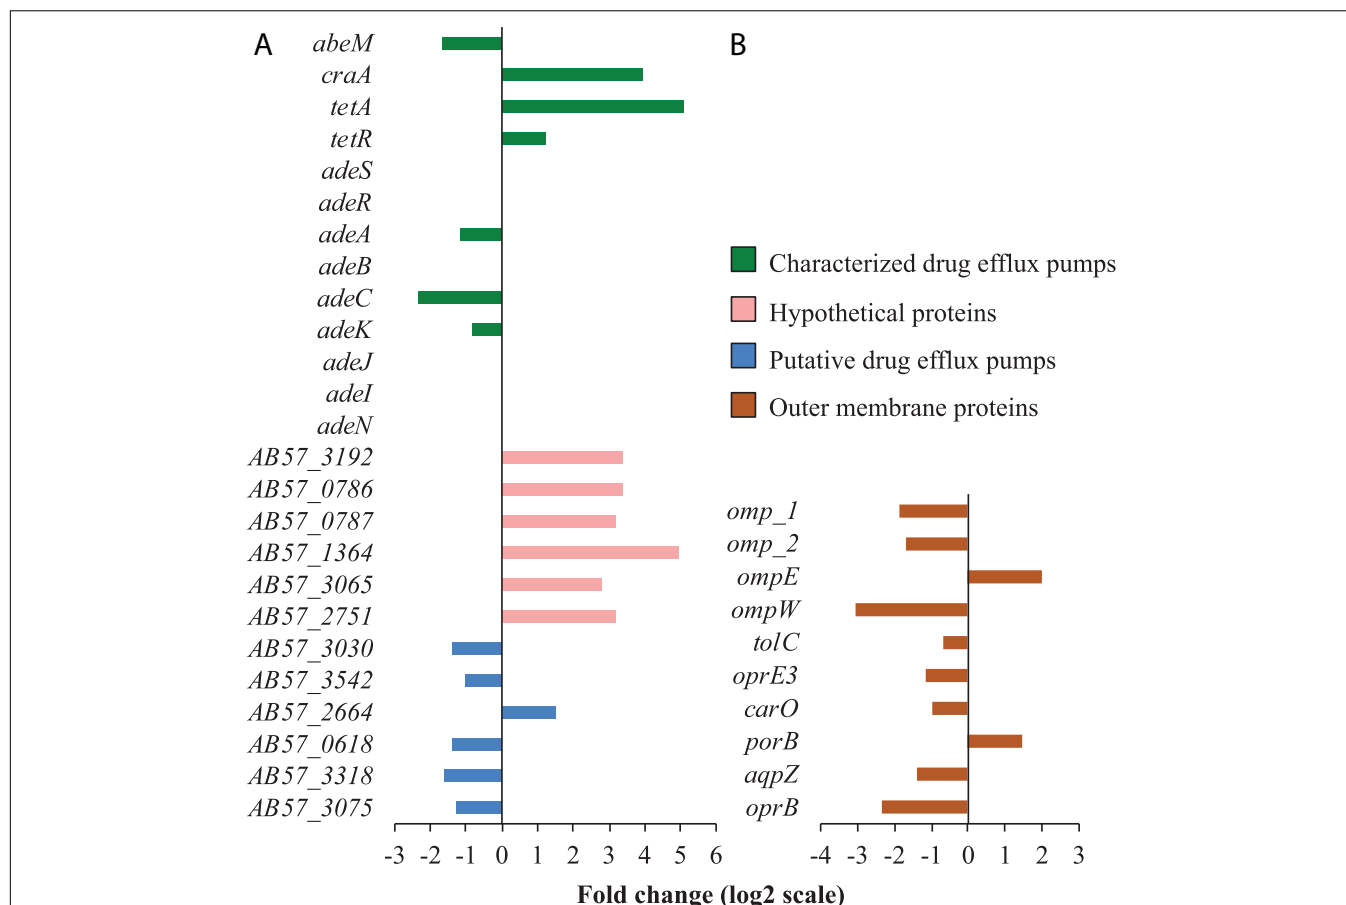 A
abeM
craA
tetA
tetR
adeS
adeR
adeA
adeB
adeC
adeK
adeJ
adeI
adeN
AB57_3192
AB57_0786
AB57_0787
AB57_1364
AB57_3065
AB57_2751
AB57_3030
AB57_3542
AB57_2664
AB57_0618
AB57_3318
AB57_3075
-3 -2 -1 0 1 2 3 4 5 6
B
Characterized drug efflux pumps
Hypothetical proteins
Putative drug efflux pumps
Outer membrane proteins
omp_1
omp_2
ompE
ompW
tolC
oprE3
carO
porB
aqpZ
oprB
-4 -3 -2 -1 0 1 2 3
Fold change (log2 scale)